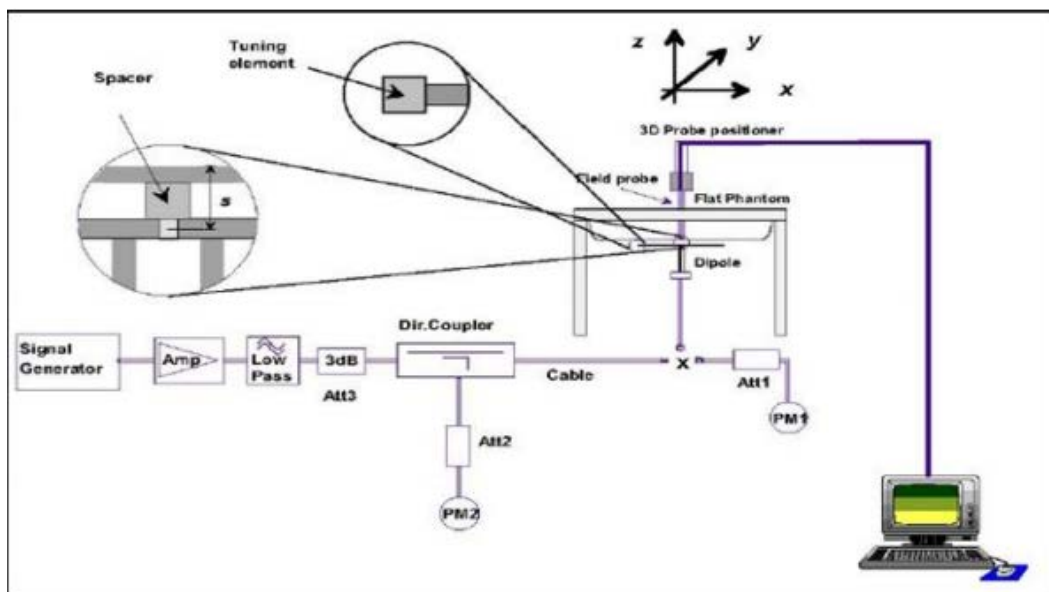 Tuning
element
Spacer
s
z
y
x
3D Probe positioner
Field probe
Flat Phantom
Dipole
Signal
Generator
Amp
Low
Pass
3dB
Att3
Dir.Coupler
Cable
X
Att1
PM1
Att2
PM2